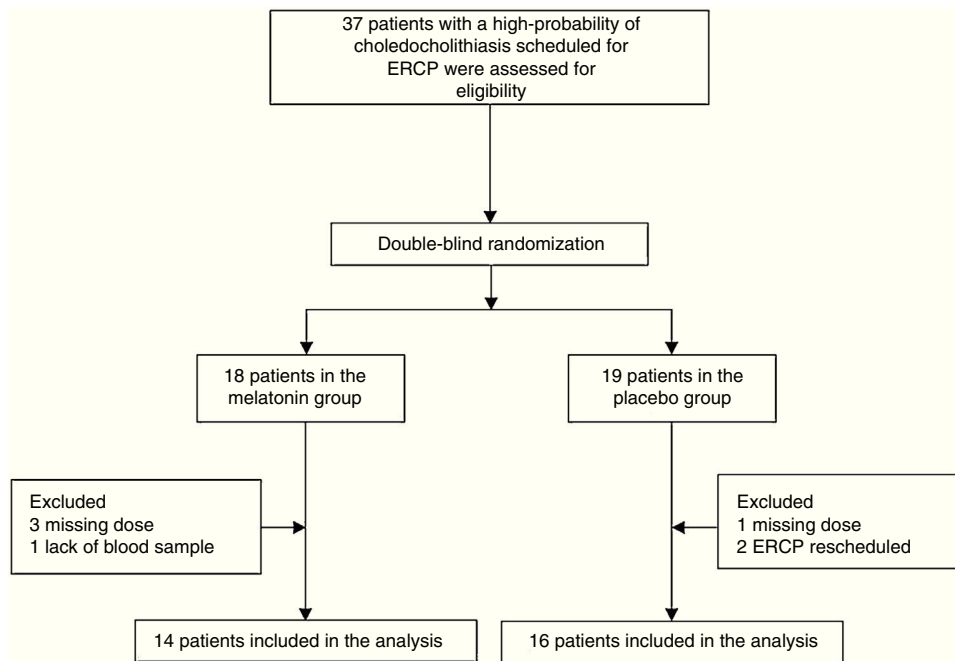 37 patients with a high-probability of
choledocholithiasis scheduled for
ERCP were assessed for
eligibility
Double-blind randomization
18 patients in the
melatonin group
19 patients in the
placebo group
Excluded
3 missing dose
1 lack of blood sample
Excluded
1 missing dose
2 ERCP rescheduled
14 patients included in the analysis
16 patients included in the analysis